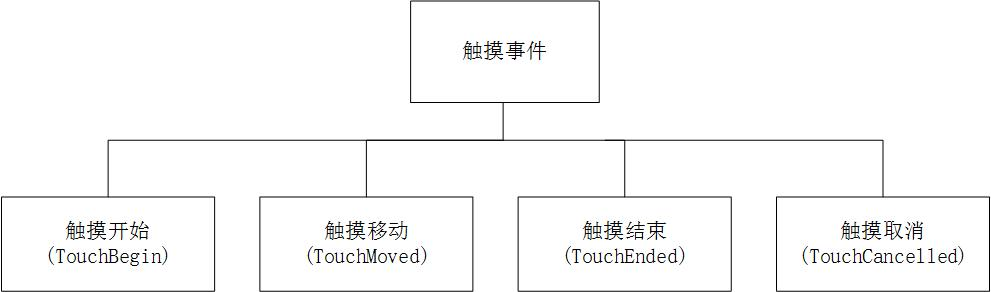 触摸事件
触摸开始
(TouchBegin)
触摸移动
(TouchMoved)
触摸结束
(TouchEnded)
触摸取消
(TouchCancelled)